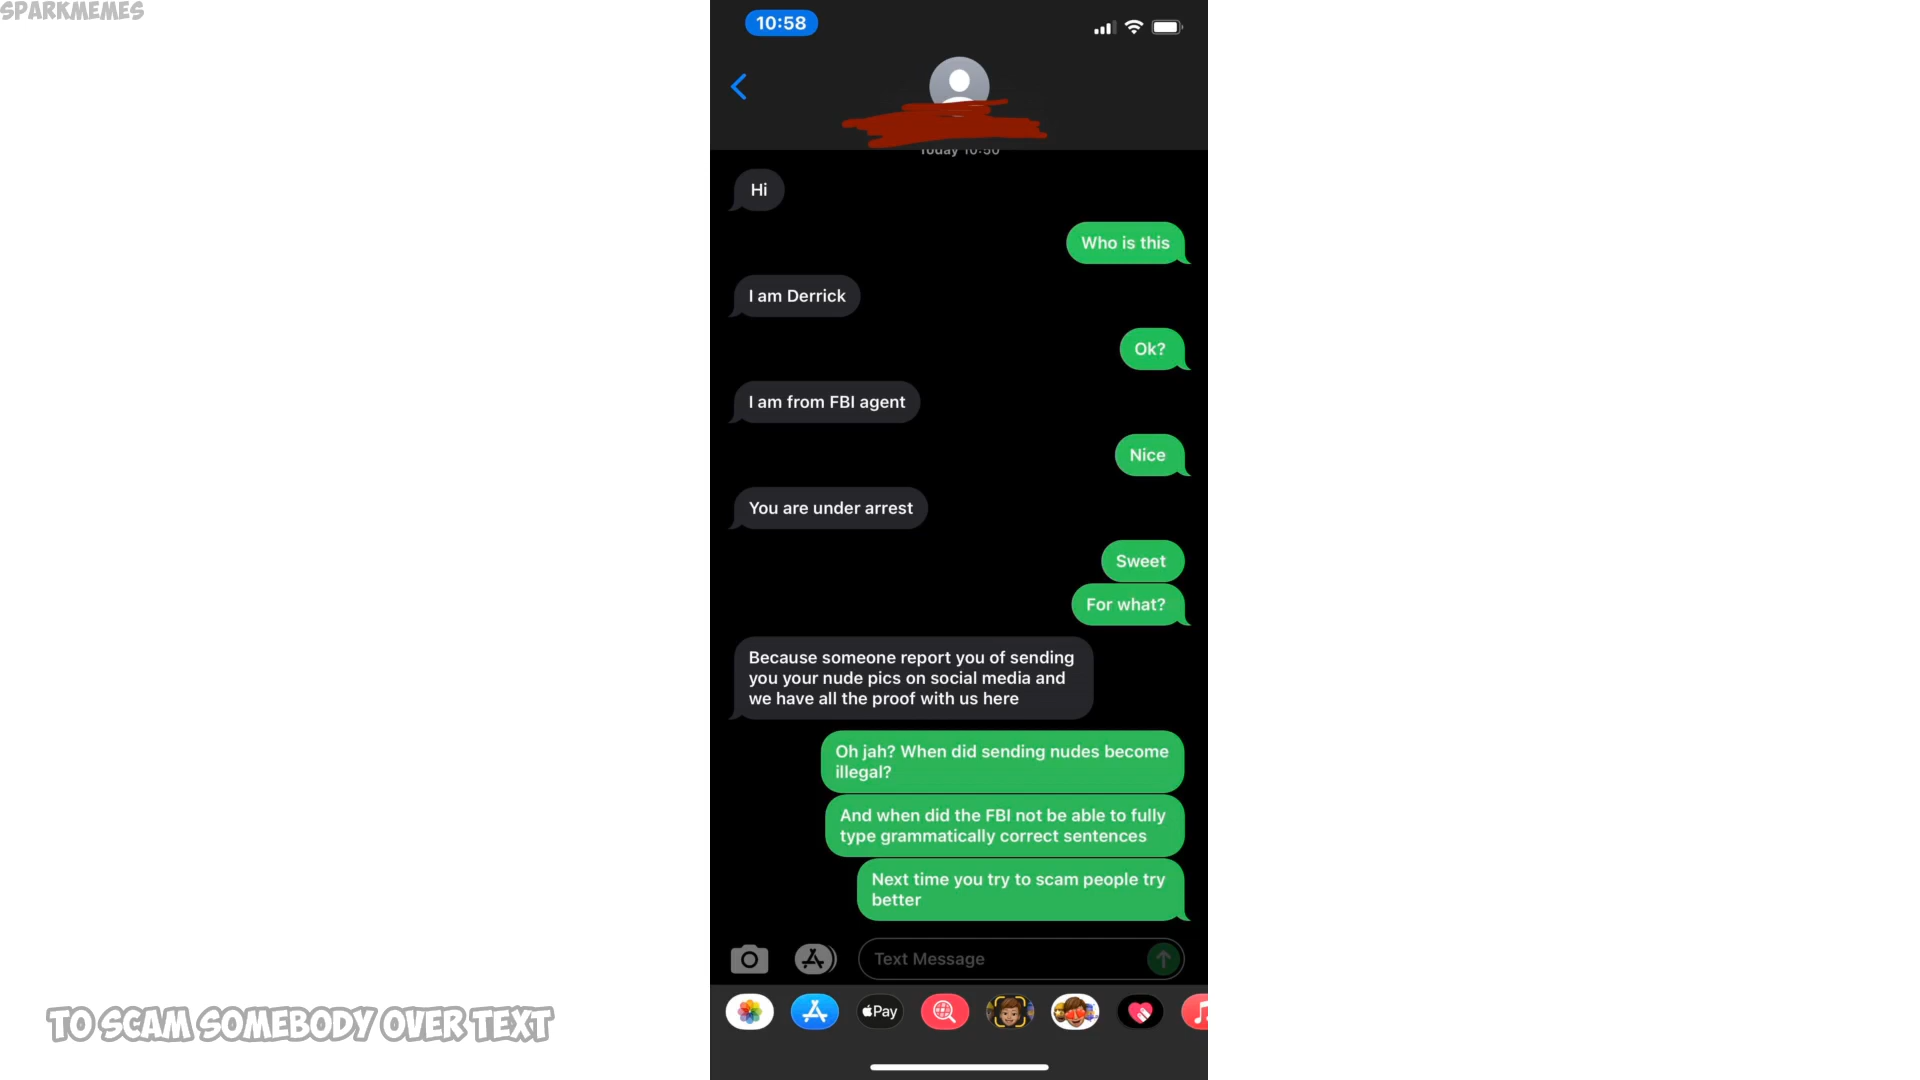 SPARKMEMES
10:58
Today 10:50
Hi
Who is this
I am Derrick
Ok?
I am from FBI agent
Nice
You are under arrest
Sweet
For what?
Because someone report you of sending
you your nude pics on social media and
we have all the proof with us here
Oh jah? When did sending nudes become
illegal?
And when did the FBI not be able to fully
type grammatically correct sentences
Next time you try to scam people try
better
Text Message
Pay
TO SCAM SOMEBODY OVER TEXT